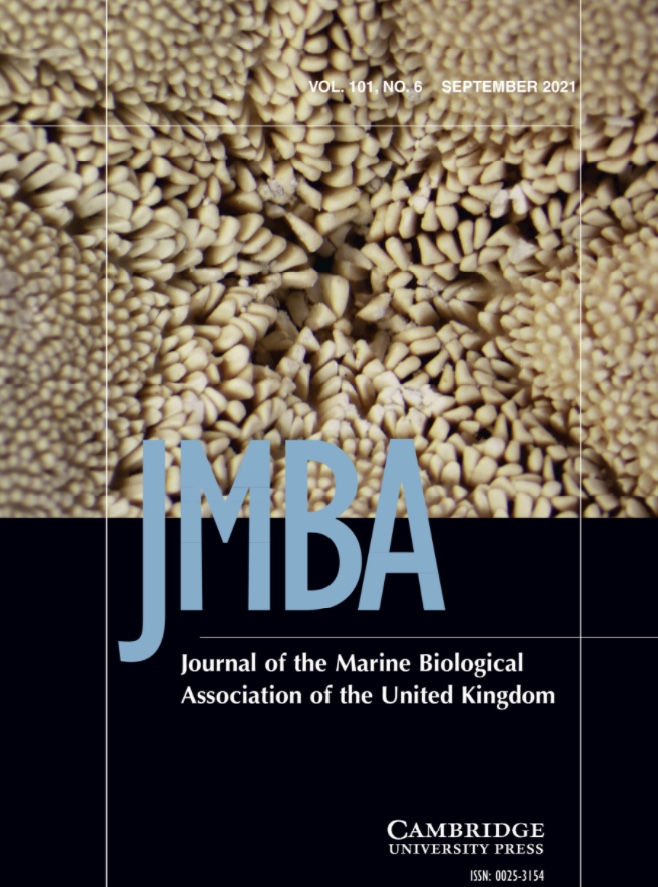 VOL. 101, NO. 6 SEPTEMBER 2021
JMBA
Journal of the Marine Biological
Association of the United Kingdom
CAMBRIDGE
UNIVERSITY PRESS
ISSN: 0025-3154